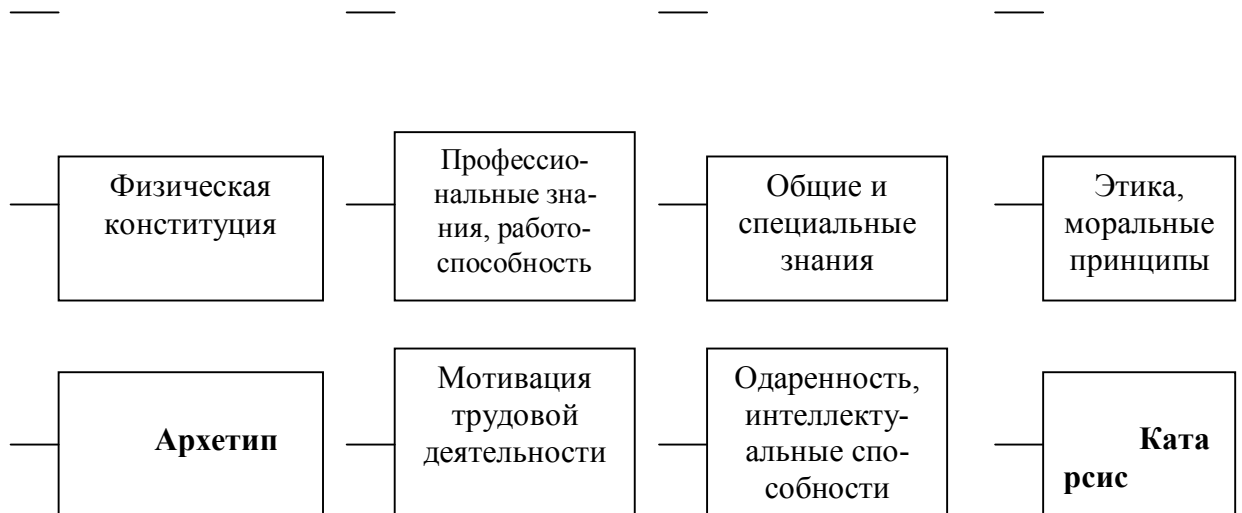 Физическая
конституция
Профессио-
нальные зна-
ния, работо-
способность
Общие и
специальные
знания
Этика,
моральные
принципы
Архетип
Мотивация
трудовой
деятельности
Одаренность,
интеллекту-
альные спо-
собности
Ката
рсис